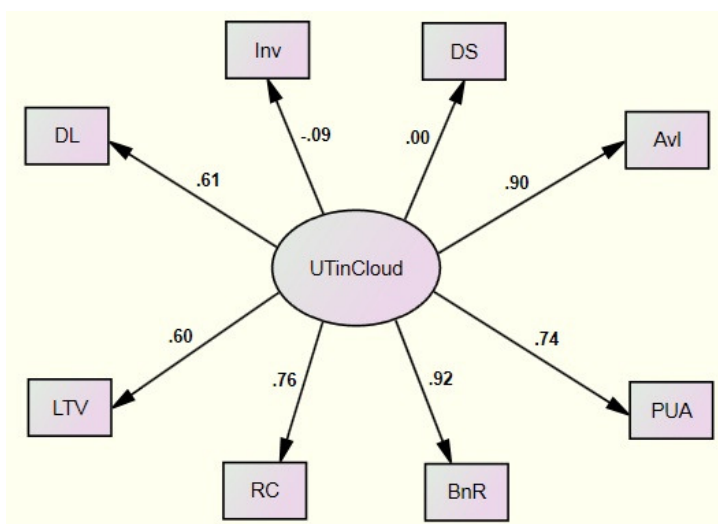 Inv
DS
DL
Avl
-.09
.00
.61
.90
UTinCloud
.60
.74
.76
.92
LTV
PUA
RC
BnR